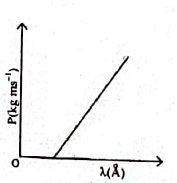 P(kg ms⁻¹)
O
λ(Å)